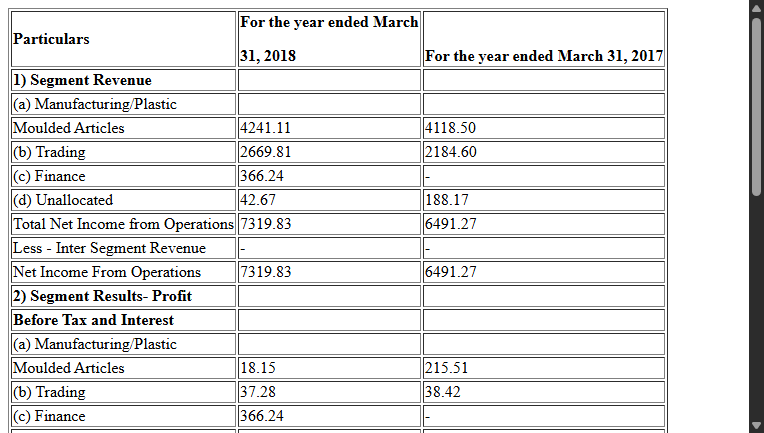 Particulars For the year ended March 31, 2018 For the year ended March 31, 2017
1) Segment Revenue
(a) Manufacturing/Plastic
Moulded Articles 4241.11 4118.50
(b) Trading 2669.81 2184.60
(c) Finance 366.24 -
(d) Unallocated 42.67 188.17
Total Net Income from Operations 7319.83 6491.27
Less - Inter Segment Revenue - -
Net Income From Operations 7319.83 6491.27
2) Segment Results- Profit
Before Tax and Interest
(a) Manufacturing/Plastic
Moulded Articles 18.15 215.51
(b) Trading 37.28 38.42
(c) Finance 366.24 -